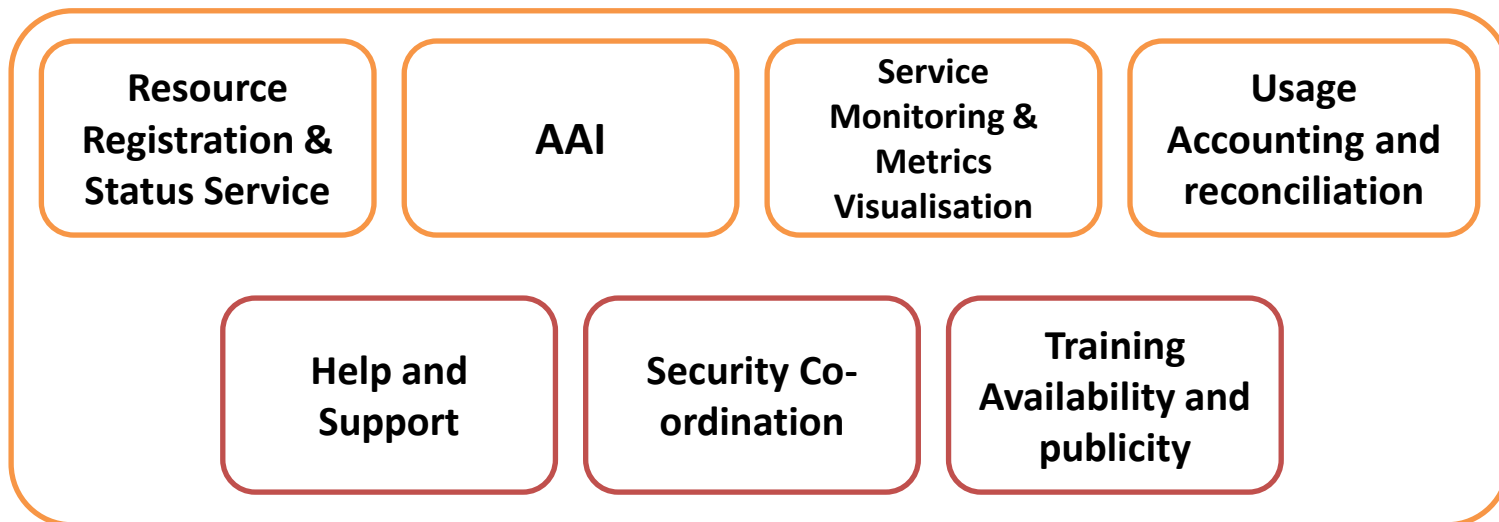 Resource
Registration &
Status Service
AAI
Service
Monitoring &
Metrics
Visualisation
Usage
Accounting and
reconciliation
Help and
Support
Security Co-
ordination
Training
Availability and
publicity